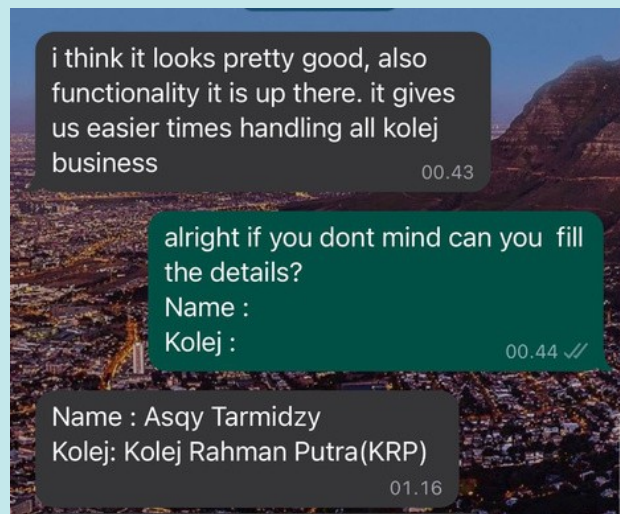 i think it looks pretty good, also
functionality it is up there. it gives
us easier times handling all kolej
business
00.43
alright if you dont mind can you fill
the details?
Name :
Kolej :
00.44
Name : Asqy Tarmidzy
Kolej: Kolej Rahman Putra(KRP)
01.16